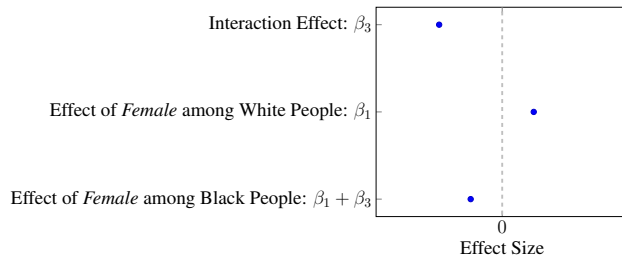 Interaction Effect: β₃
Effect of Female among White People: β₁
Effect of Female among Black People: β₁ + β₃
0
Effect Size